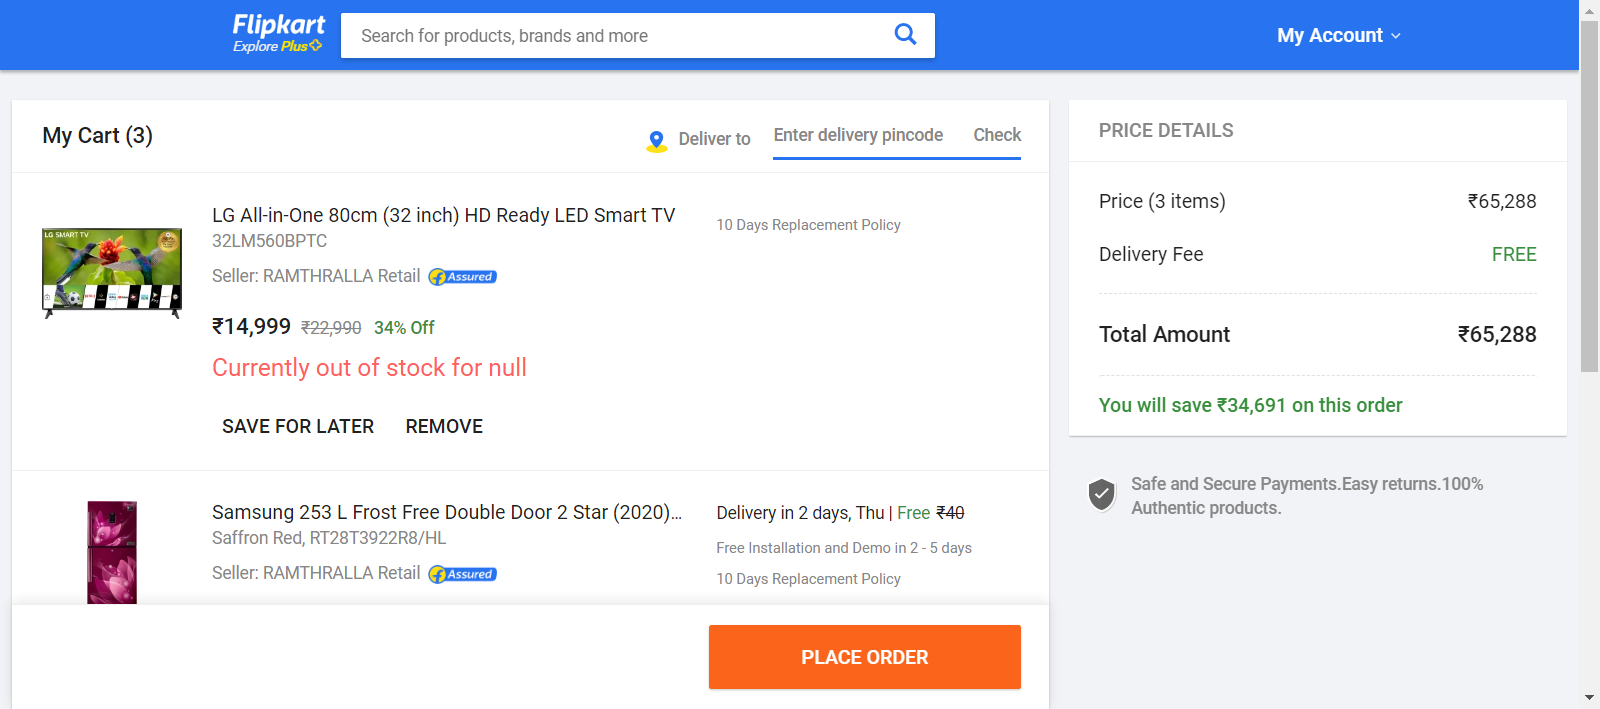 Flipkart
Explore Plus
Search for products, brands and more
My Account
My Cart (3)
Deliver to
Enter delivery pincode
Check
LG All-in-One 80cm (32 inch) HD Ready LED Smart TV
32LM560BPTC
Seller: RAMTHRALLA Retail
Assured
LG SMART TV
10 Days Replacement Policy
₹14,999 ₹22,990 34% Off
Currently out of stock for null
SAVE FOR LATER REMOVE
Samsung 253 L Frost Free Double Door 2 Star (2020)...
Saffron Red, RT28T3922R8/HL
Seller: RAMTHRALLA Retail
Assured
Delivery in 2 days, Thu | Free ₹40
Free Installation and Demo in 2 - 5 days
10 Days Replacement Policy
PLACE ORDER
PRICE DETAILS
Price (3 items) ₹65,288
Delivery Fee FREE
Total Amount ₹65,288
You will save ₹34,691 on this order
Safe and Secure Payments.Easy returns.100%
Authentic products.